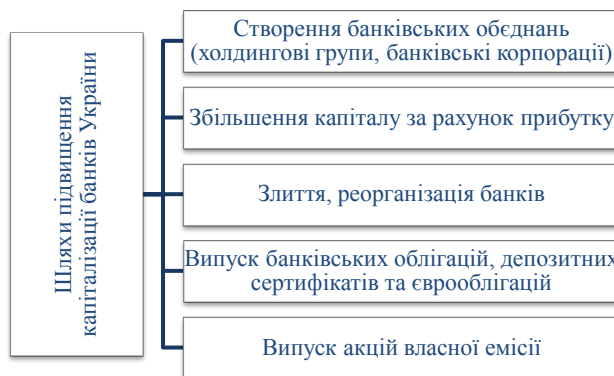 Шляхи підвищення
капіталізації банків України
Створення банківських обєднань
(холдингові групи, банківські корпорації)
Збільшення капіталу за рахунок прибутку
Злиття, реорганізація банків
Випуск банківських облігацій, депозитних
сертифікатів та єврооблігацій
Випуск акцій власної емісії